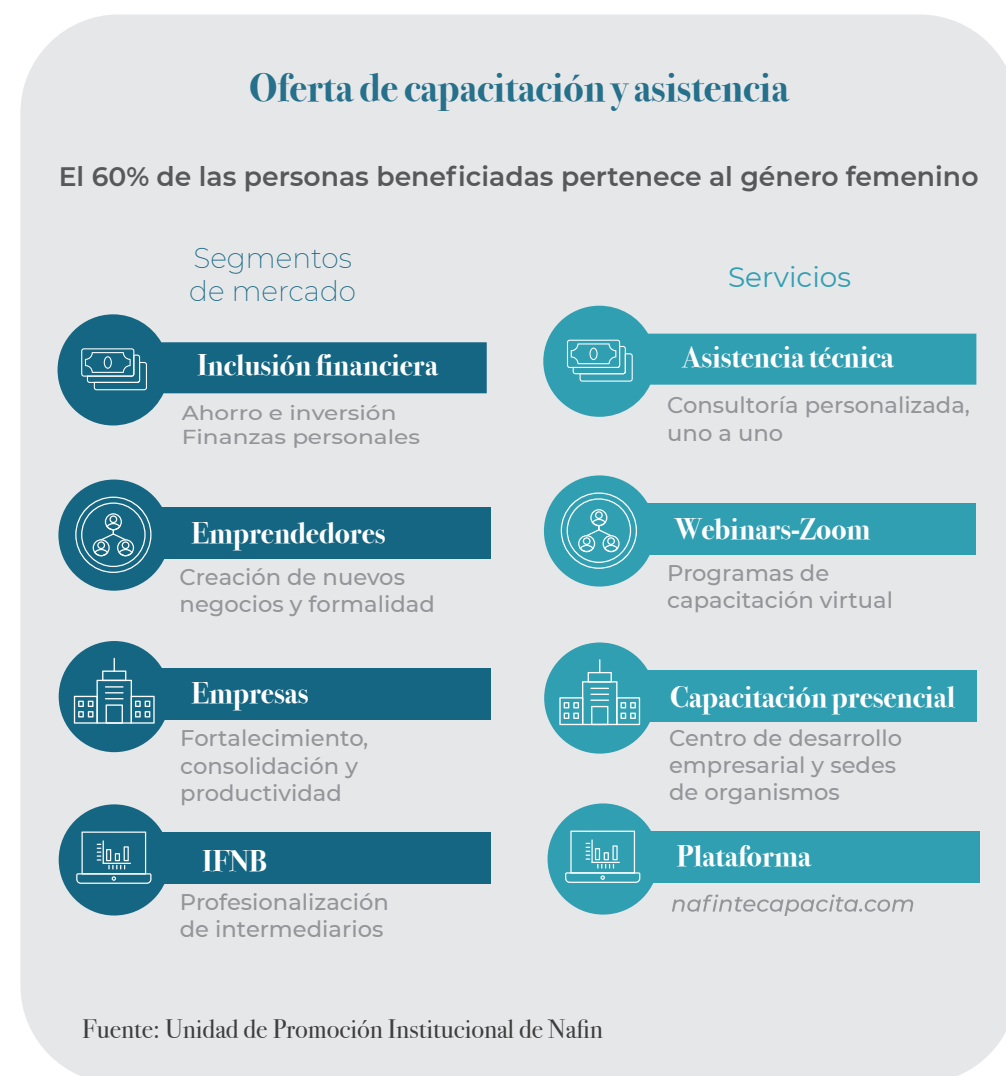 Oferta de capacitación y asistencia
El 60% de las personas beneficiadas pertenece al género femenino
Segmentos
de mercado
Inclusión financiera
Ahorro e inversión
Finanzas personales
Emprendedores
Creación de nuevos
negocios y formalidad
Empresas
Fortalecimiento,
consolidación y
productividad
IFNB
Profesionalización
de intermediarios
Servicios
Asistencia técnica
Consultoría personalizada,
uno a uno
Webinars-Zoom
Programas de
capacitación virtual
Capacitación presencial
Centro de desarrollo
empresarial y sedes
de organismos
Plataforma
nafintecapacita.com
Fuente: Unidad de Promoción Institucional de Nafin